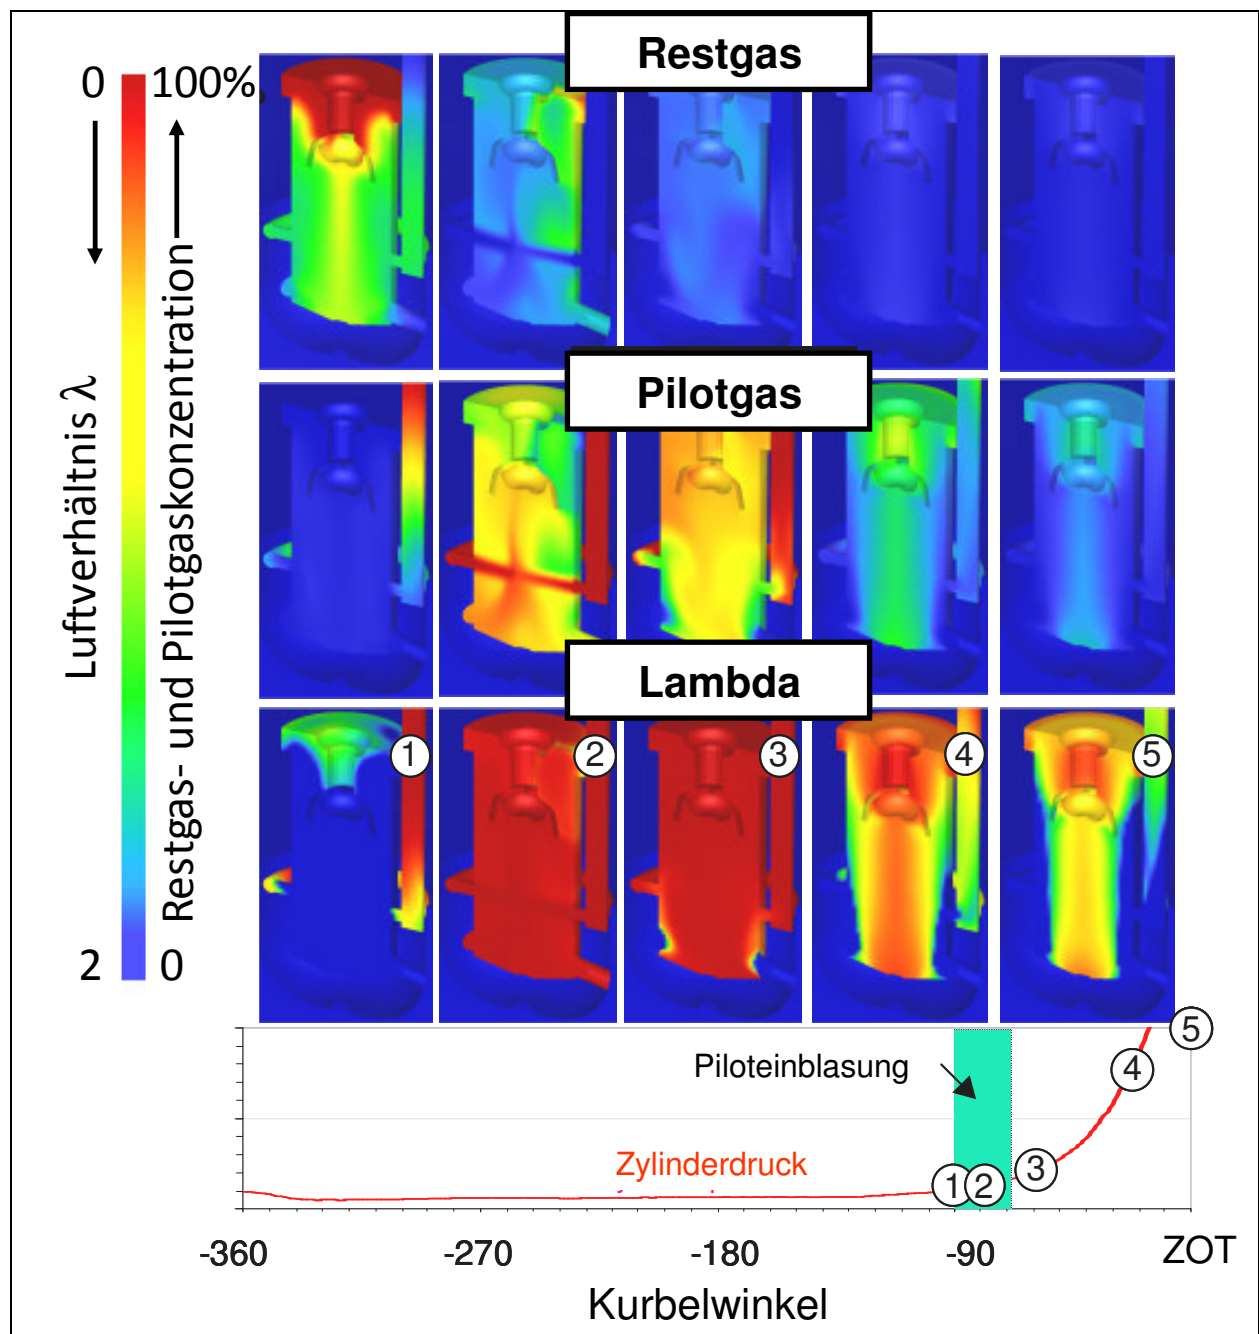 Restgas
0
100%
Luftverhältnis λ
Restgas- und Pilotgaskonzentration
2
0
Pilotgas
Lambda
1
2
3
4
5
Piloteinblasung
Zylinderdruck
1
2
3
4
5
-360
-270
-180
-90
ZOT
Kurbelwinkel